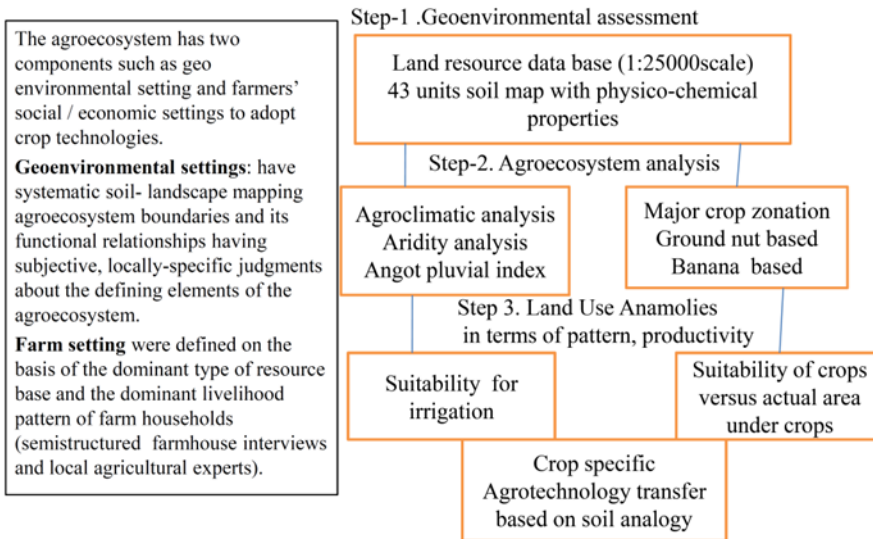 The agroecosystem has two
components such as geo
environmental setting and farmers'
social / economic settings to adopt
crop technologies.
Geoenvironmental settings: have
systematic soil- landscape mapping
agroecosystem boundaries and its
functional relationships having
subjective, locally-specific judgments
about the defining elements of the
agroecosystem.
Farm setting were defined on the
basis of the dominant type of resource
base and the dominant livelihood
pattern of farm households
(semistructured farmhouse interviews
and local agricultural experts).
Step-1 .Geoenvironmental assessment
Land resource data base (1:25000scale)
43 units soil map with physico-chemical
properties
Step-2. Agroecosystem analysis
Agroclimatic analysis
Aridity analysis
Angot pluvial index
Major crop zonation
Ground nut based
Banana based
Step 3. Land Use Anamolies
in terms of pattern, productivity
Suitability for
irrigation
Suitability of crops
versus actual area
under crops
Crop specific
Agrotechnology transfer
based on soil analogy